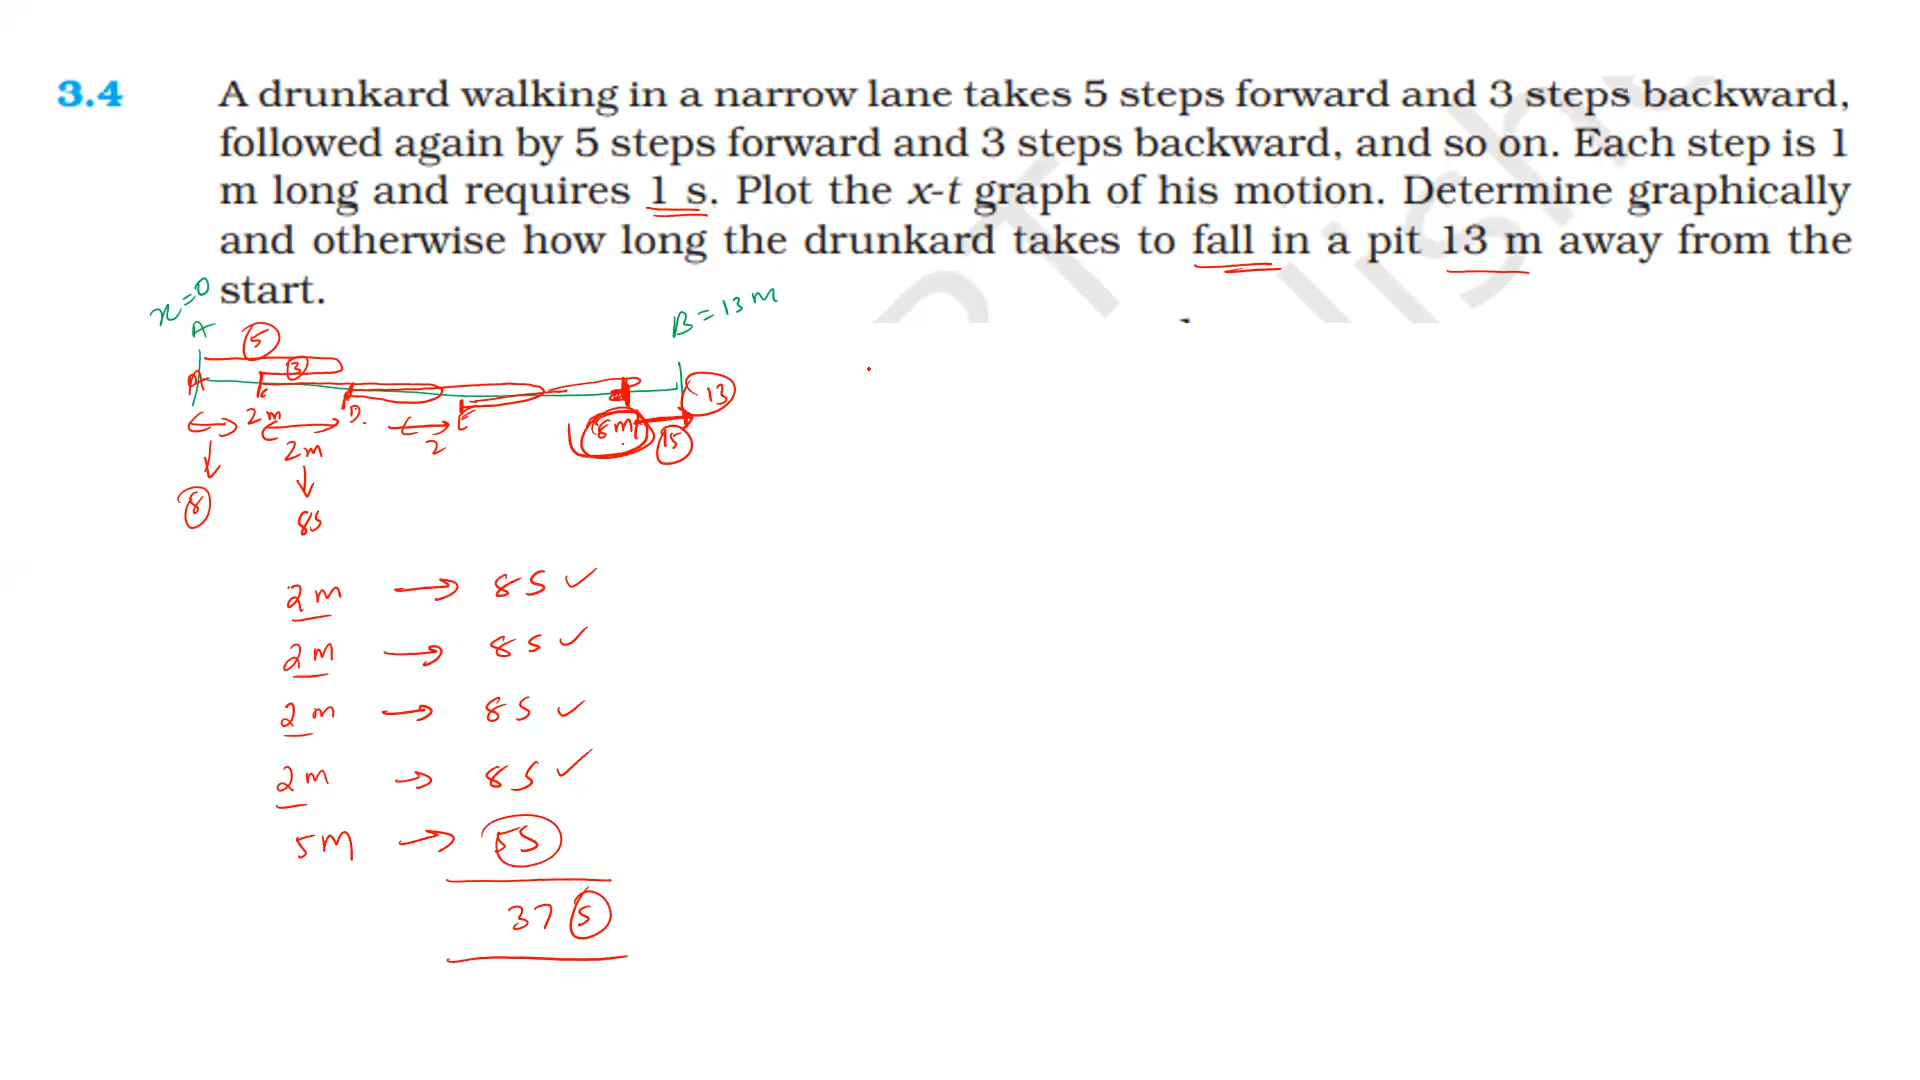 3.4 A drunkard walking in a narrow lane takes 5 steps forward and 3 steps backward,
followed again by 5 steps forward and 3 steps backward, and so on. Each step is 1
m long and requires 1 s. Plot the x-t graph of his motion. Determine graphically
and otherwise how long the drunkard takes to fall in a pit 13 m away from the
start.
x=0
A
B = 13 m
5
3
A
13
2m
D.
E
2m
2
8m
15
8
8s
2m → 8s ✓
2m → 8s ✓
2m → 8s ✓
2m → 8s ✓
5m → 5s
37 s